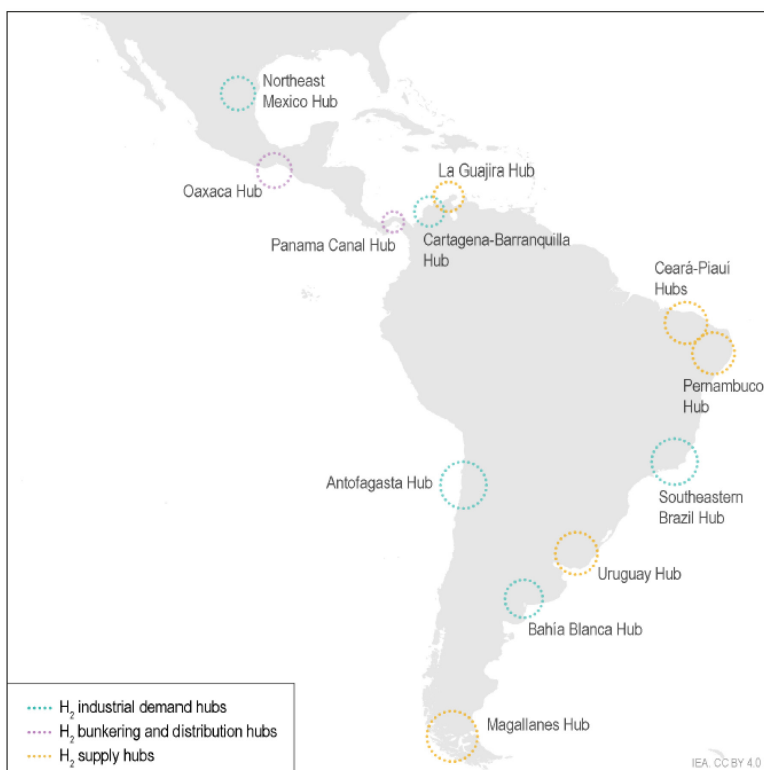 Northeast
Mexico Hub
La Guajira Hub
Oaxaca Hub
Panama Canal Hub
Cartagena-Barranquilla
Hub
Ceará-Piauí
Hubs
Pernambuco
Hub
Antofagasta Hub
Southeastern
Brazil Hub
Uruguay Hub
Bahía Blanca Hub
Magallanes Hub
H₂ industrial demand hubs
H₂ bunkering and distribution hubs
H₂ supply hubs
IEA. CC BY 4.0